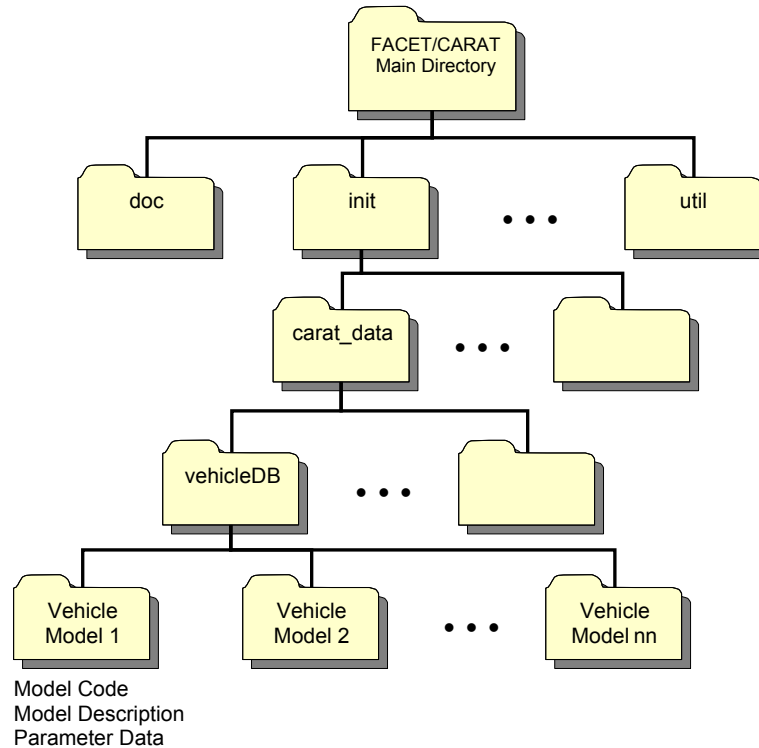 FACET/CARAT
Main Directory
doc
init
util
carat_data
vehicleDB
Vehicle
Model 1
Vehicle
Model 2
Vehicle
Model nn
Model Code
Model Description
Parameter Data